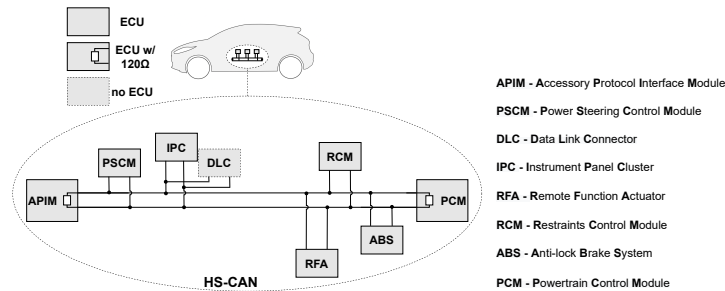 ECU
ECU w/
120Ω
no ECU
APIM
PSCM
IPC
DLC
RCM
RFA
ABS
PCM
HS-CAN
APIM - Accessory Protocol Interface Module
PSCM - Power Steering Control Module
DLC - Data Link Connector
IPC - Instrument Panel Cluster
RFA - Remote Function Actuator
RCM - Restraints Control Module
ABS - Anti-lock Brake System
PCM - Powertrain Control Module